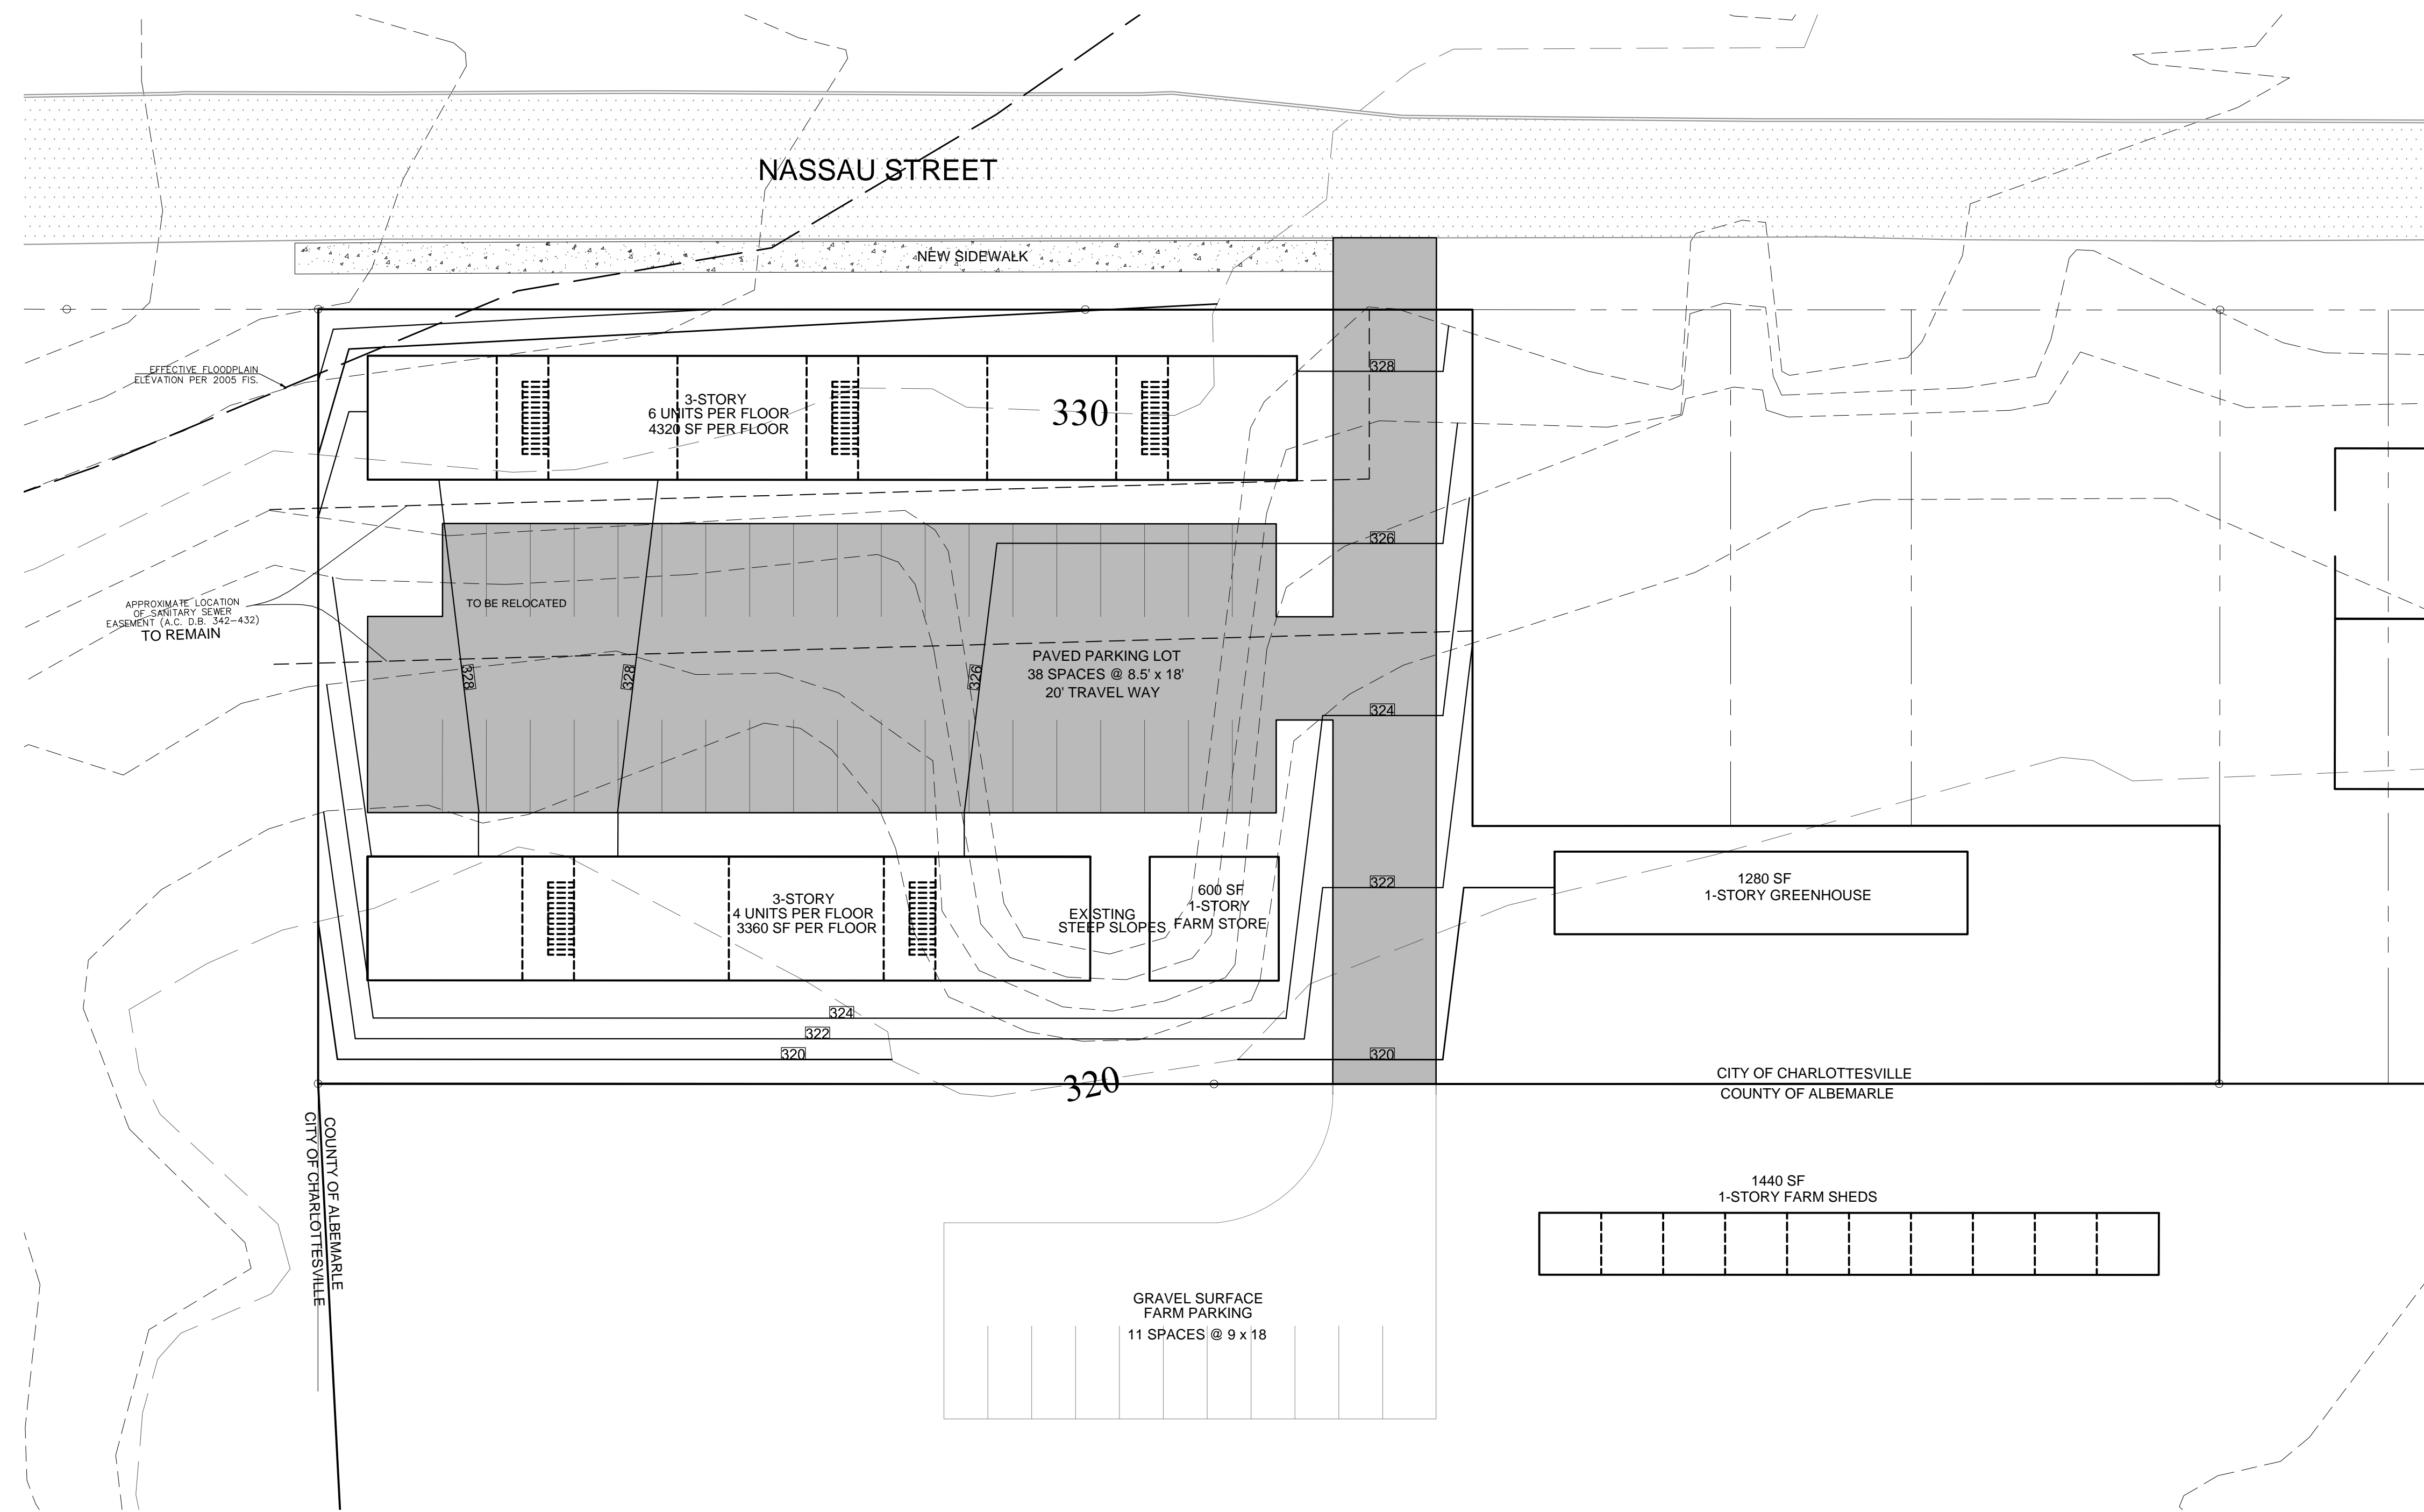 NASSAU STREET
NEW SIDEWALK
EFFECTIVE FLOODPLAIN
ELEVATION PER 2005 FIS.
328
3-STORY
6 UNITS PER FLOOR
4320 SF PER FLOOR
330
326
APPROXIMATE LOCATION
OF SANITARY SEWER
EASEMENT (A.C. D.B. 342-432)
TO REMAIN
TO BE RELOCATED
328
328
326
PAVED PARKING LOT
38 SPACES @ 8.5' x 18'
20' TRAVEL WAY
324
322
3-STORY
4 UNITS PER FLOOR
3360 SF PER FLOOR
EXISTING
STEEP SLOPES
600 SF
1-STORY
FARM STORE
1280 SF
1-STORY GREENHOUSE
324
322
320
320
320
CITY OF CHARLOTTESVILLE
COUNTY OF ALBEMARLE
COUNTY OF ALBEMARLE
CITY OF CHARLOTTESVILLE
1440 SF
1-STORY FARM SHEDS
GRAVEL SURFACE
FARM PARKING
11 SPACES @ 9 x 18